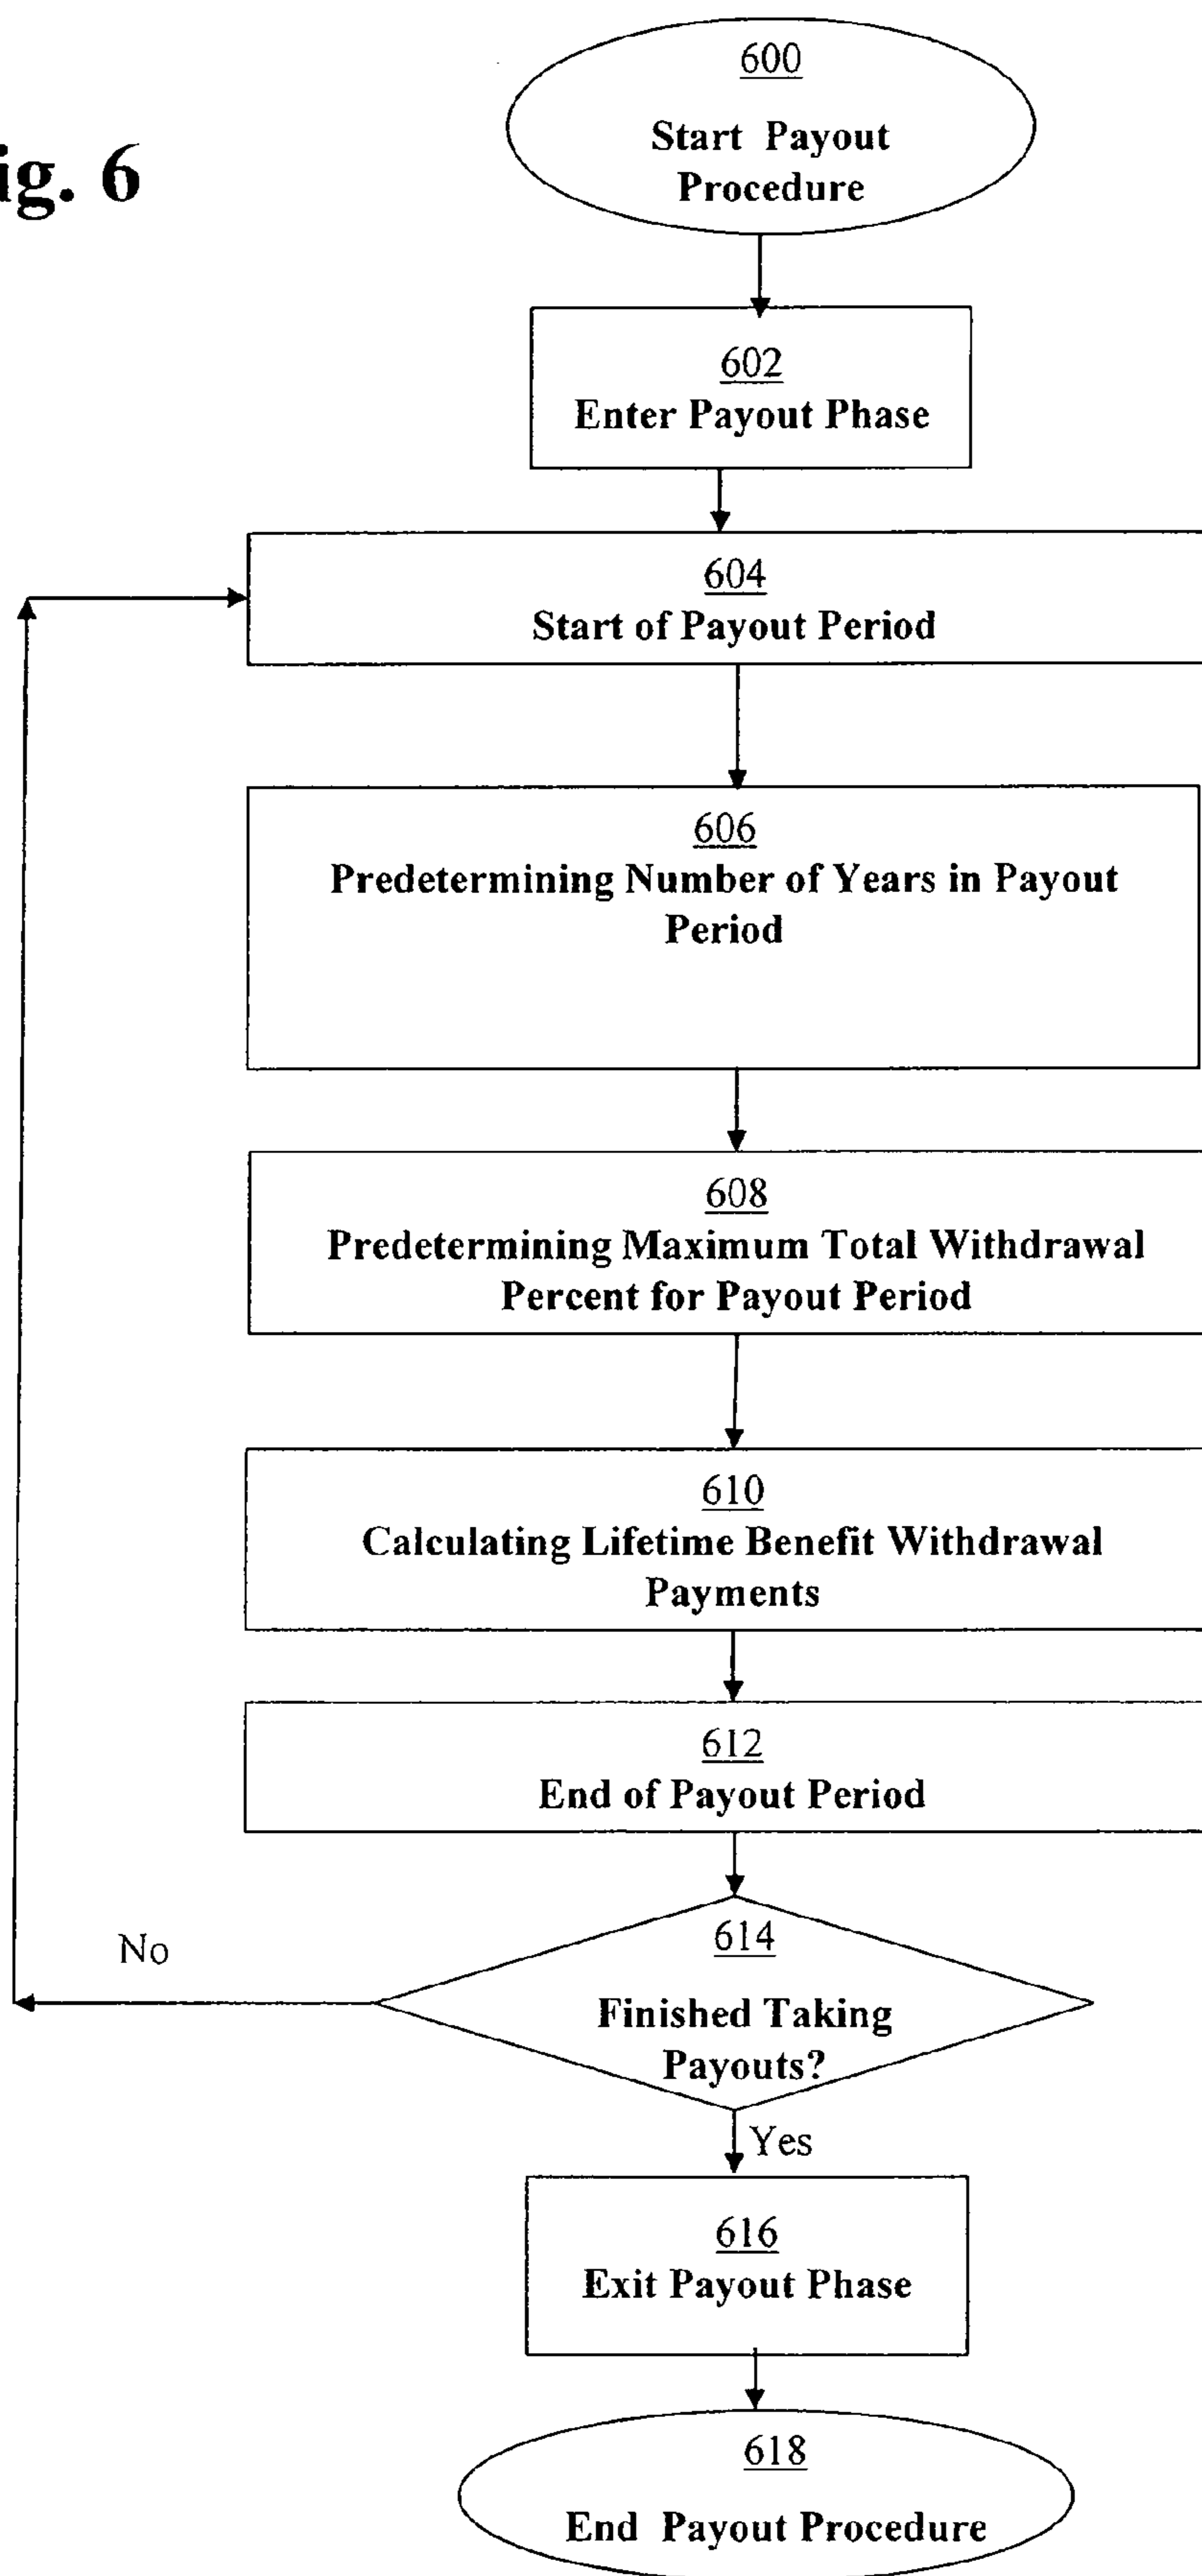 ig. 6
600
Start Payout
Procedure
602
Enter Payout Phase
604
Start of Payout Period
606
Predetermining Number of Years in Payout
Period
608
Predetermining Maximum Total Withdrawal
Percent for Payout Period
610
Calculating Lifetime Benefit Withdrawal
Payments
612
End of Payout Period
614
No
Finished Taking
Payouts?
Yes
616
Exit Payout Phase
618
End Payout Procedure